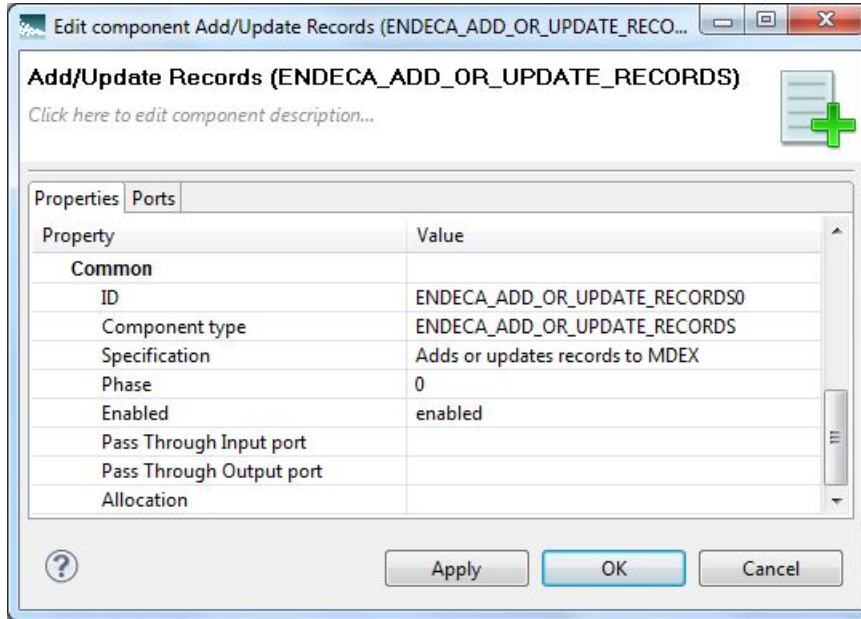 Edit component Add/Update Records (ENDECA_ADD_OR_UPDATE_RECO...
Add/Update Records (ENDECA_ADD_OR_UPDATE_RECORDS)
Click here to edit component description...
Properties Ports
Property Value
Common
ID ENDECA_ADD_OR_UPDATE_RECORDS0
Component type ENDECA_ADD_OR_UPDATE_RECORDS
Specification Adds or updates records to MDEX
Phase 0
Enabled enabled
Pass Through Input port
Pass Through Output port
Allocation
? Apply OK Cancel